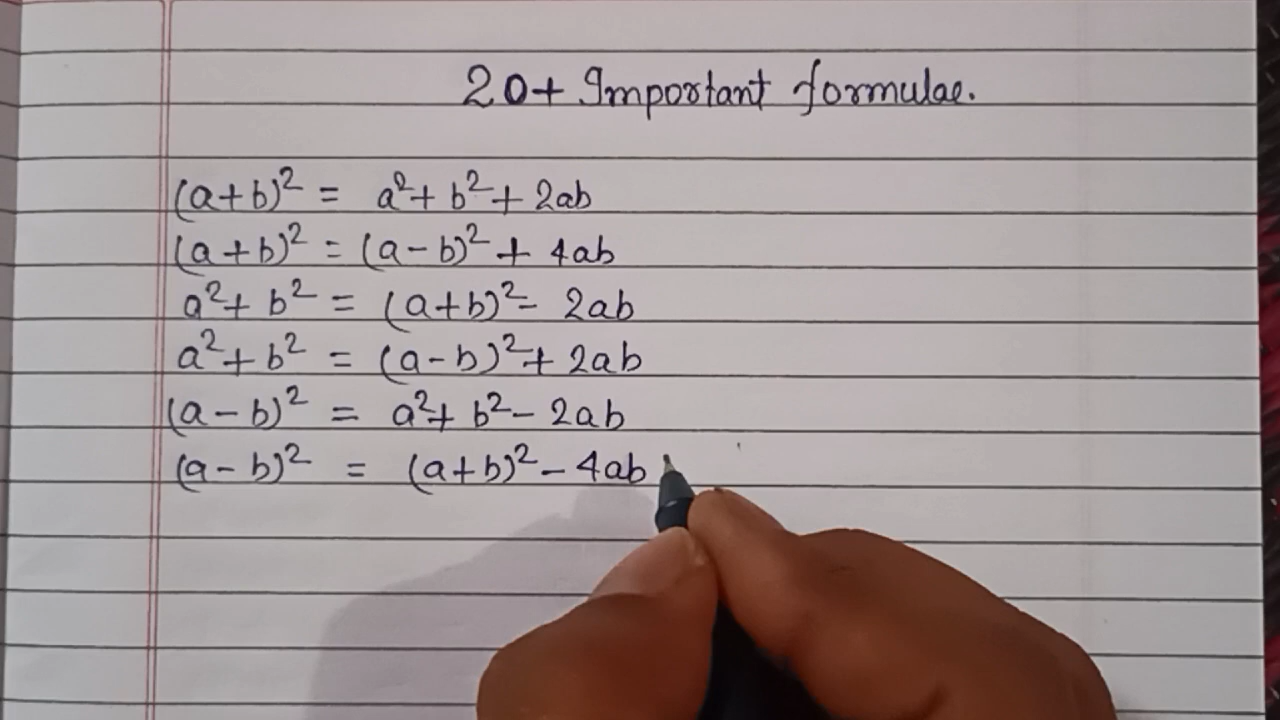 20+ Important formulae.
(a+b)² = a²+ b²+ 2ab
(a+b)² = (a-b)² + 4ab
a²+ b² = (a+b)²- 2ab
a²+b² = (a-b)²+ 2ab
(a-b)² = a²+ b²- 2ab
(a-b)² = (a+b)²- 4ab